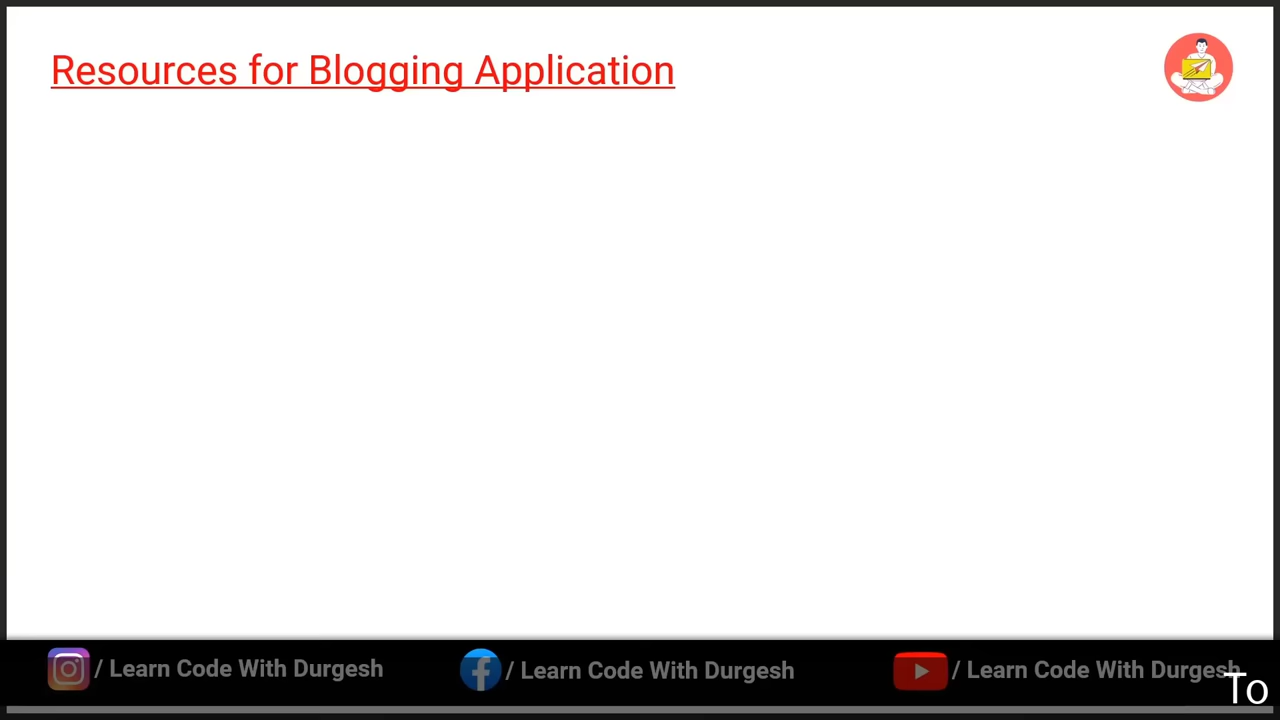 Resources for Blogging Application
/ Learn Code With Durgesh
/ Learn Code With Durgesh
/ Learn Code With Durgesh
To